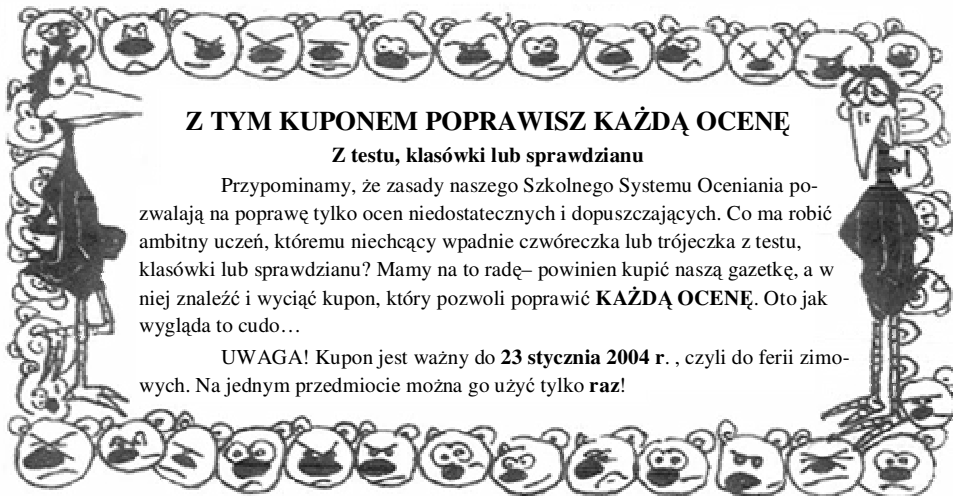 Z TYM KUPONEM POPRAWISZ KAŻDĄ OCENĘ
Z testu, klasówki lub sprawdzianu
Przypominamy, że zasady naszego Szkolnego Systemu Oceniania po-
zwalają na poprawę tylko ocen niedostatecznych i dopuszczających. Co ma robić
ambitny uczeń, któremu niechcący wpadnie czwóreczka lub trójeczka z testu,
klasówki lub sprawdzianu? Mamy na to radę– powinien kupić naszą gazetkę, a w
niej znaleźć i wyciąć kupon, który pozwoli poprawić KAŻDĄ OCENĘ. Oto jak
wygląda to cudo…
UWAGA! Kupon jest ważny do 23 stycznia 2004 r. , czyli do ferii zimo-
wych. Na jednym przedmiocie można go użyć tylko raz!